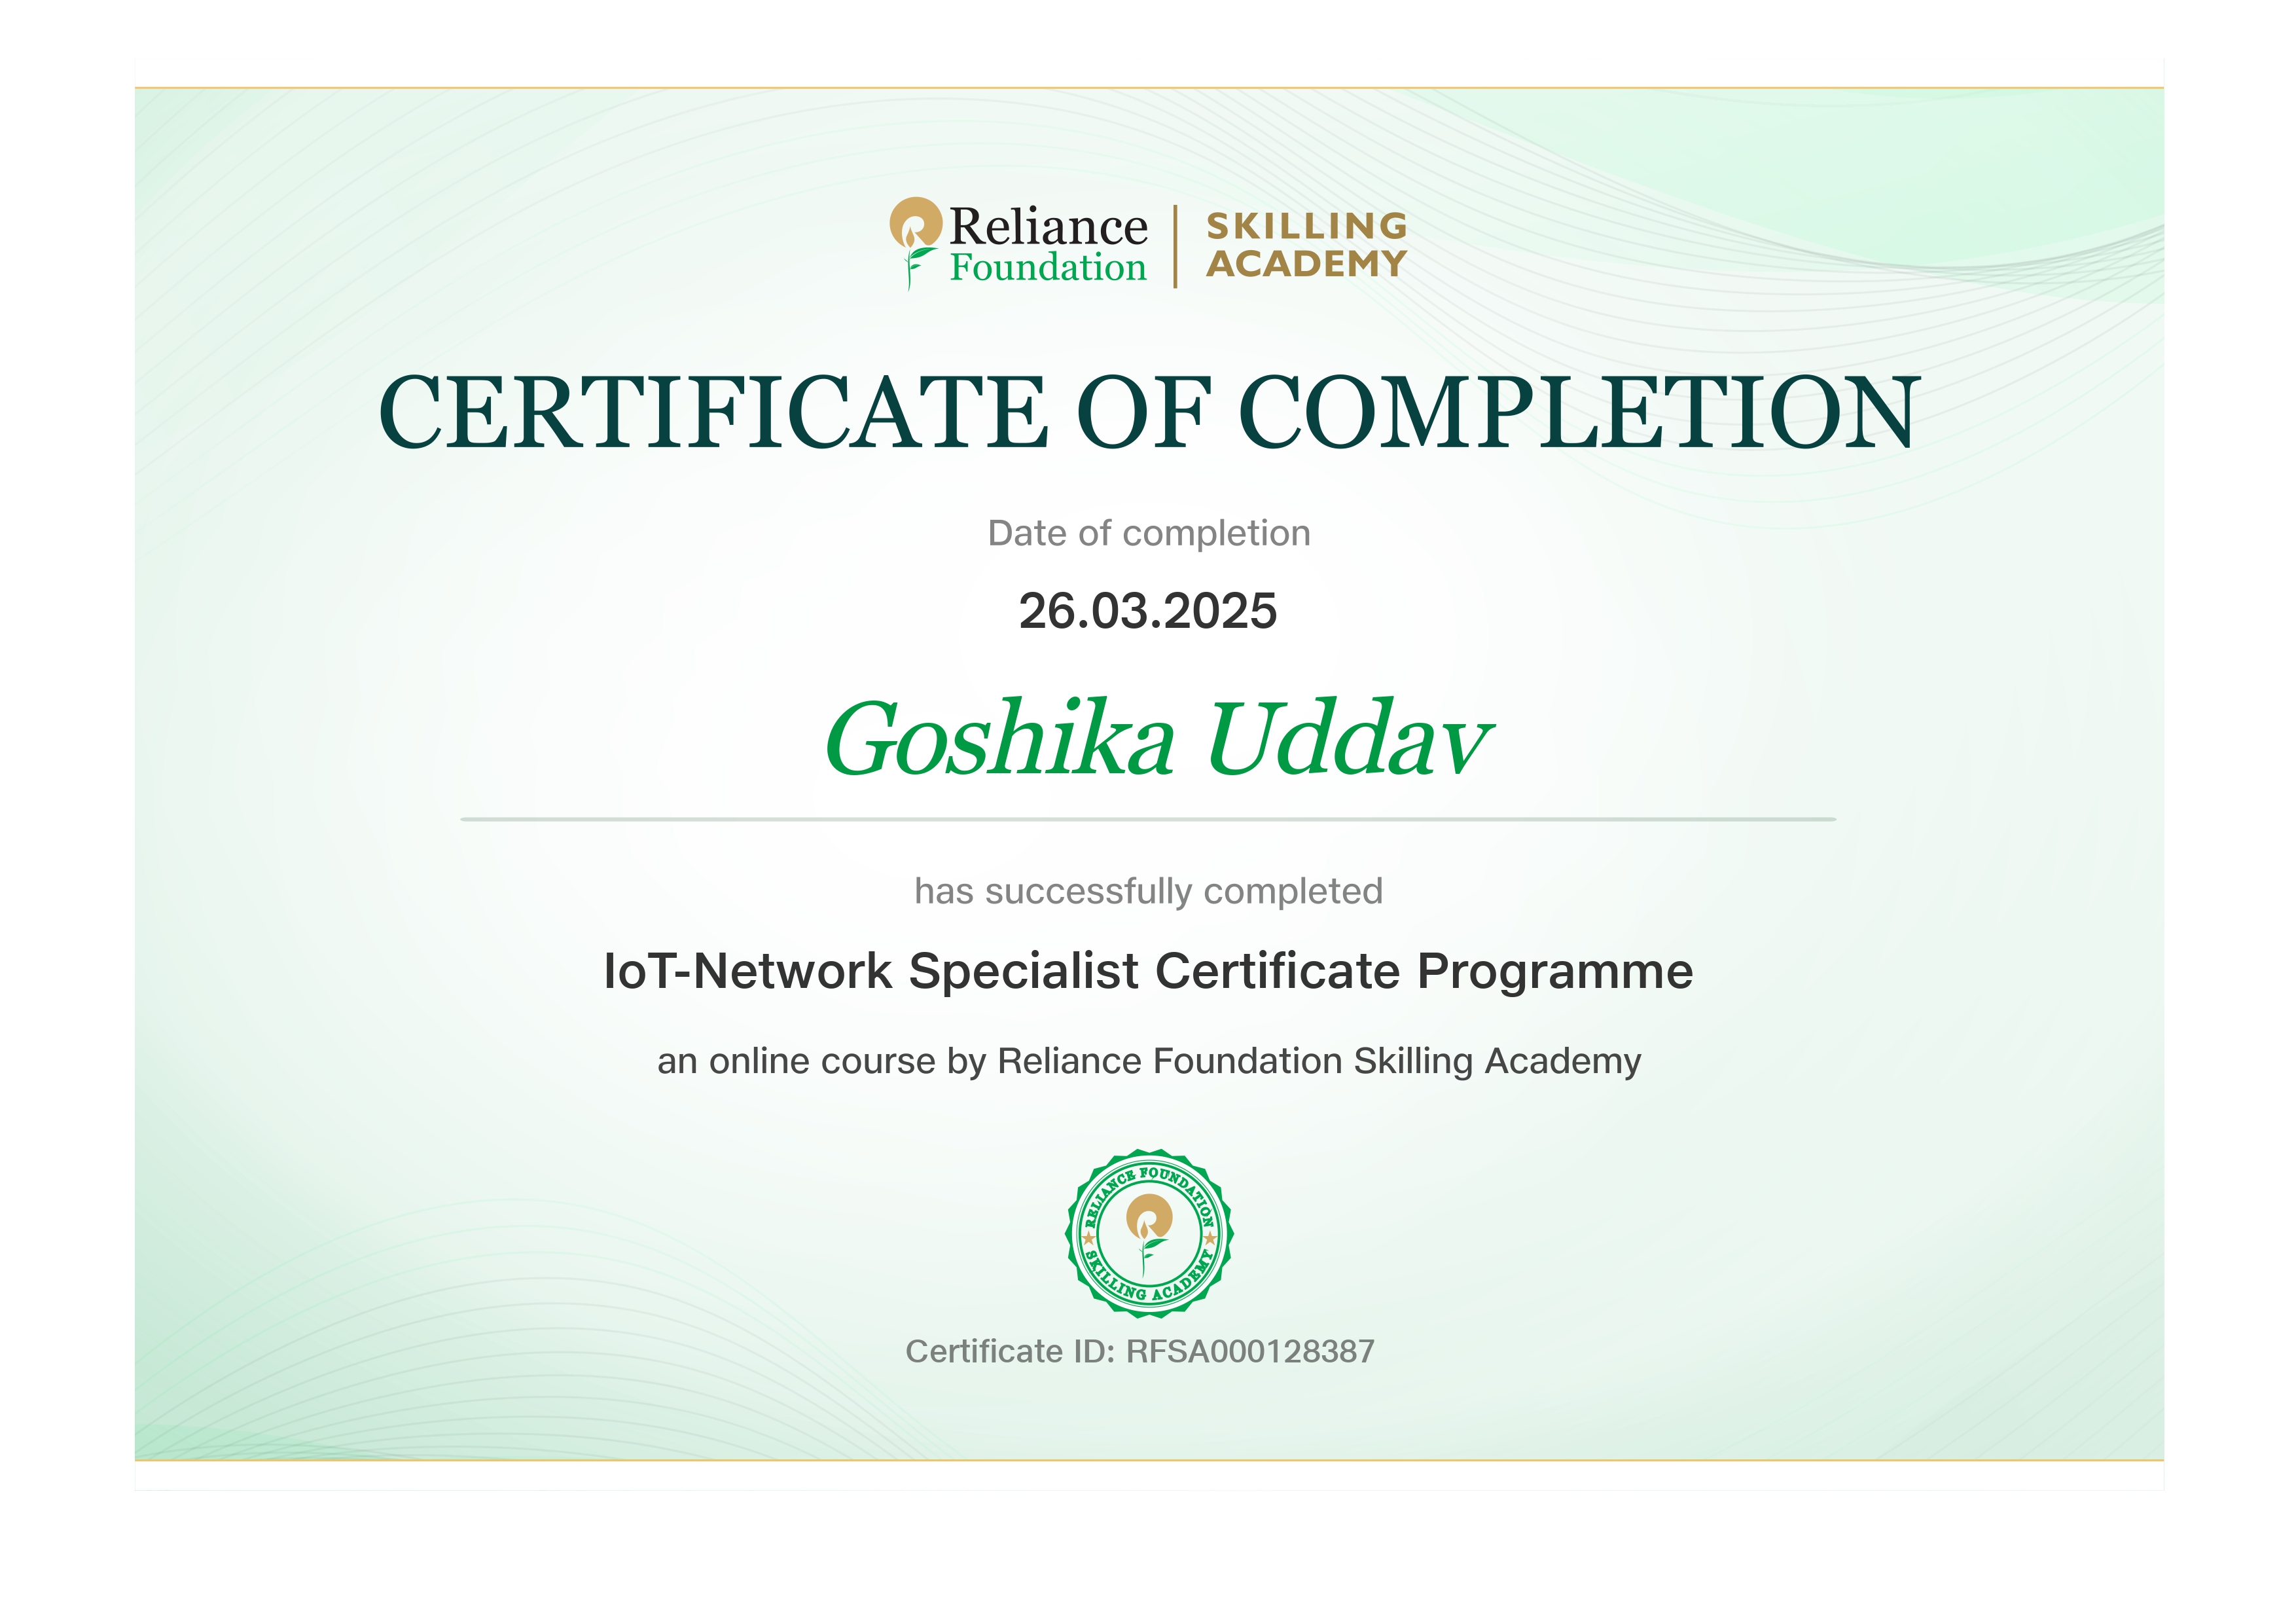 Reliance
Foundation
SKILLING
ACADEMY
CERTIFICATE OF COMPLETION
Date of completion
26.03.2025
Goshika Uddav
has successfully completed
IoT-Network Specialist Certificate Programme
an online course by Reliance Foundation Skilling Academy
RELIANCE FOUNDATION
SKILLING ACADEMY
Certificate ID: RFSA000128387